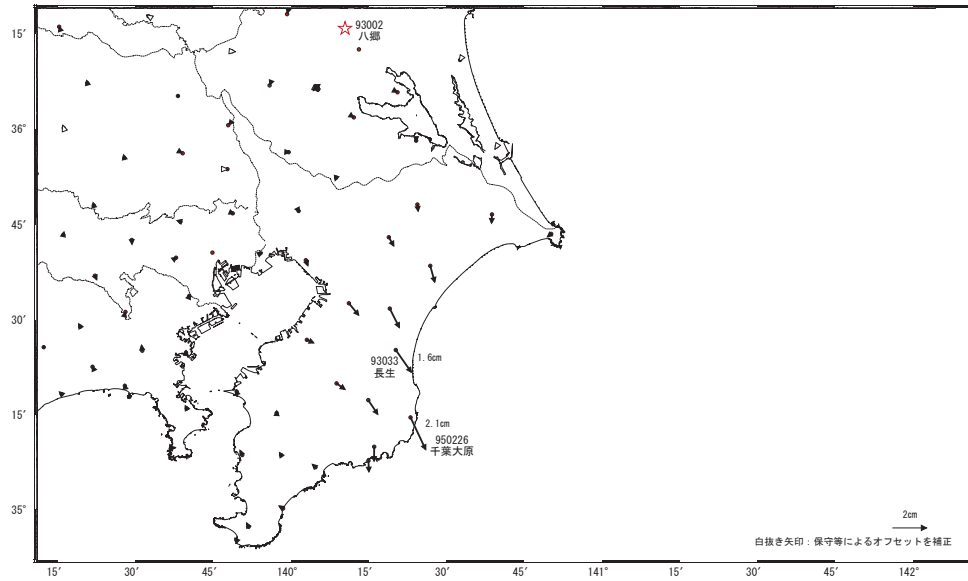 93002
八郷
15′
36°
45′
30′
93033
長生
1.6cm
15′
2.1cm
950226
千葉大原
35°
2cm
白抜き矢印：保守等によるオフセットを補正
15′ 30′ 45′ 140° 15′ 30′ 45′ 141° 15′ 30′ 45′ 142°